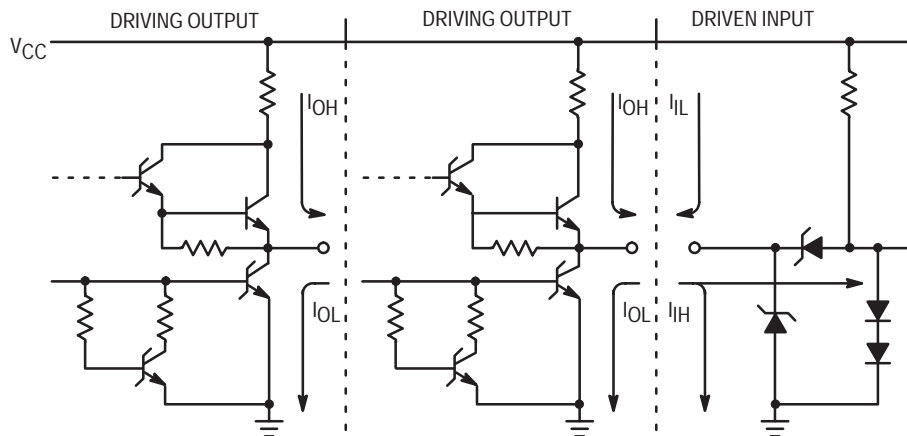 DRIVING OUTPUT DRIVING OUTPUT DRIVEN INPUT
VCC
IOH IOH IIL
IOL IOL IIH